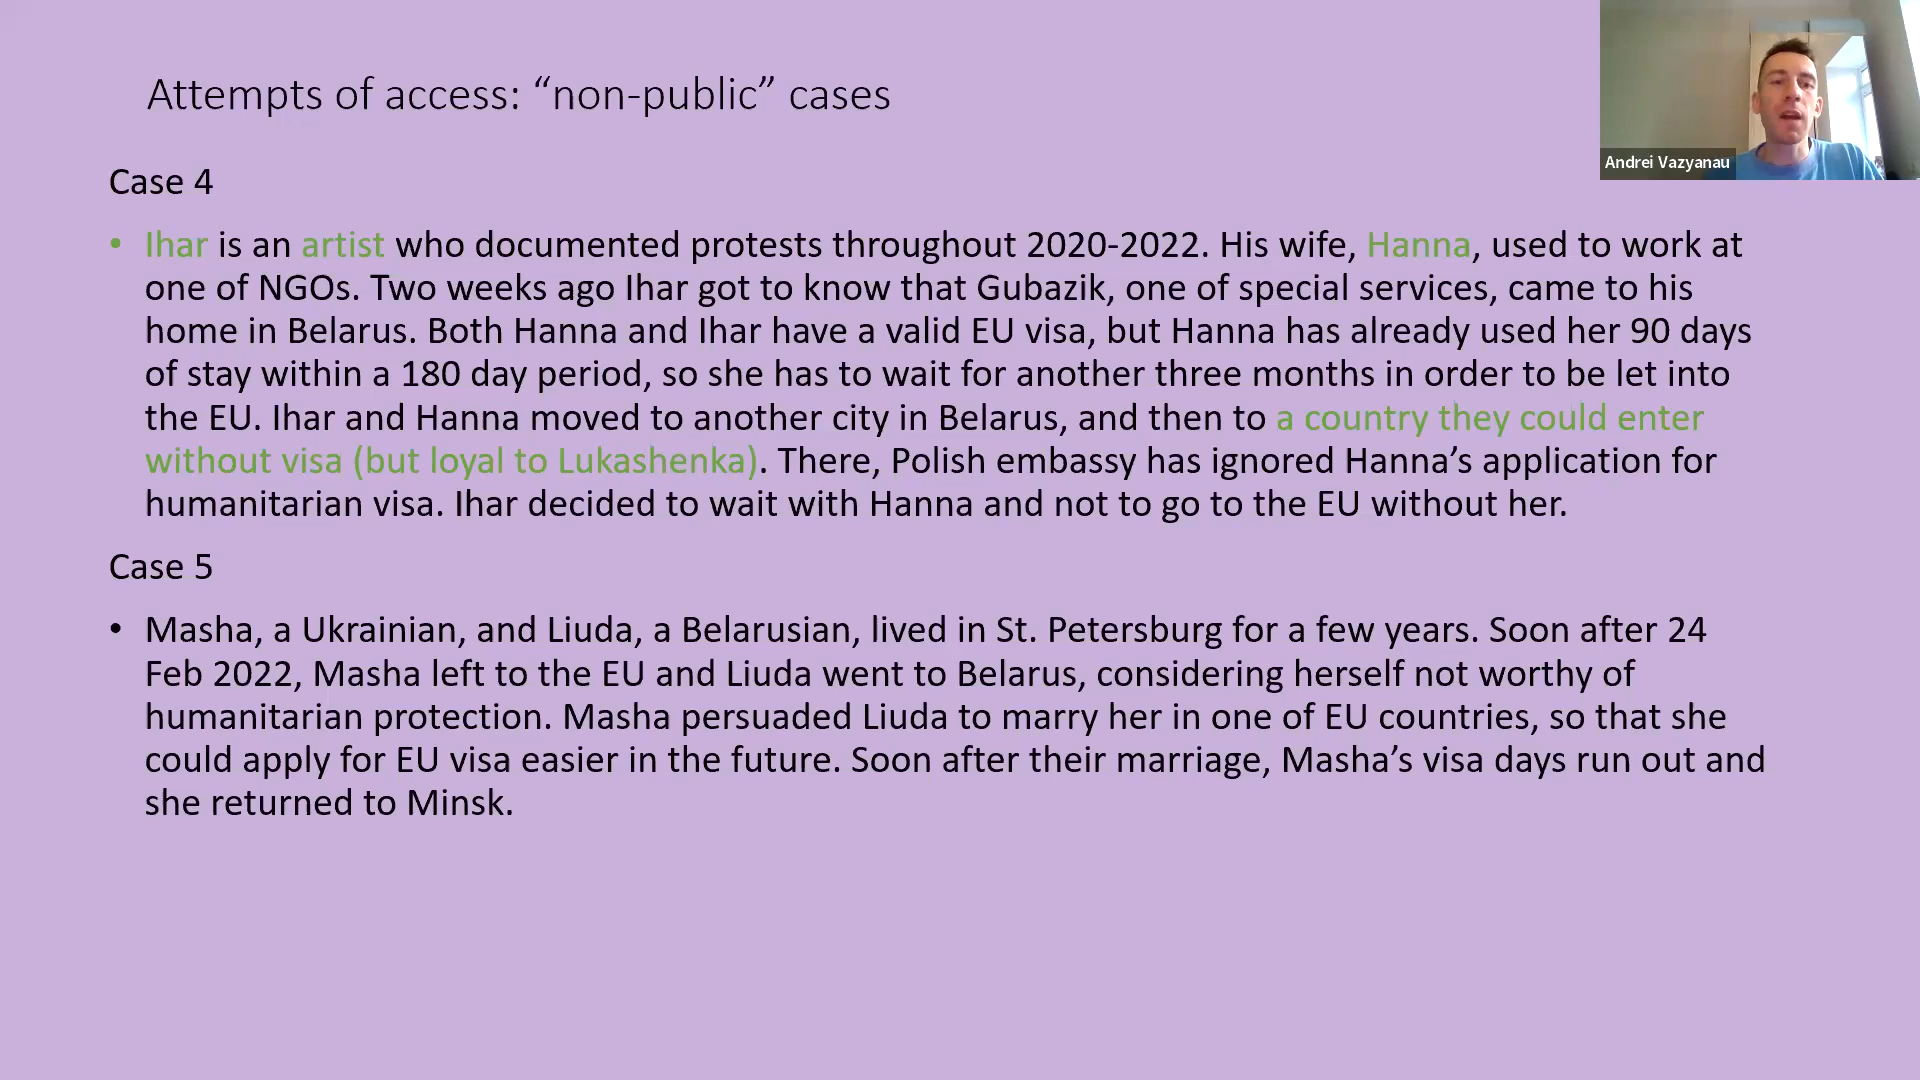 Attempts of access: “non-public” cases
Andrei Vazyanau
Case 4
• Ihar is an artist who documented protests throughout 2020-2022. His wife, Hanna, used to work at
one of NGOs. Two weeks ago Ihar got to know that Gubazik, one of special services, came to his
home in Belarus. Both Hanna and Ihar have a valid EU visa, but Hanna has already used her 90 days
of stay within a 180 day period, so she has to wait for another three months in order to be let into
the EU. Ihar and Hanna moved to another city in Belarus, and then to a country they could enter
without visa (but loyal to Lukashenka). There, Polish embassy has ignored Hanna’s application for
humanitarian visa. Ihar decided to wait with Hanna and not to go to the EU without her.
Case 5
• Masha, a Ukrainian, and Liuda, a Belarusian, lived in St. Petersburg for a few years. Soon after 24
Feb 2022, Masha left to the EU and Liuda went to Belarus, considering herself not worthy of
humanitarian protection. Masha persuaded Liuda to marry her in one of EU countries, so that she
could apply for EU visa easier in the future. Soon after their marriage, Masha’s visa days run out and
she returned to Minsk.